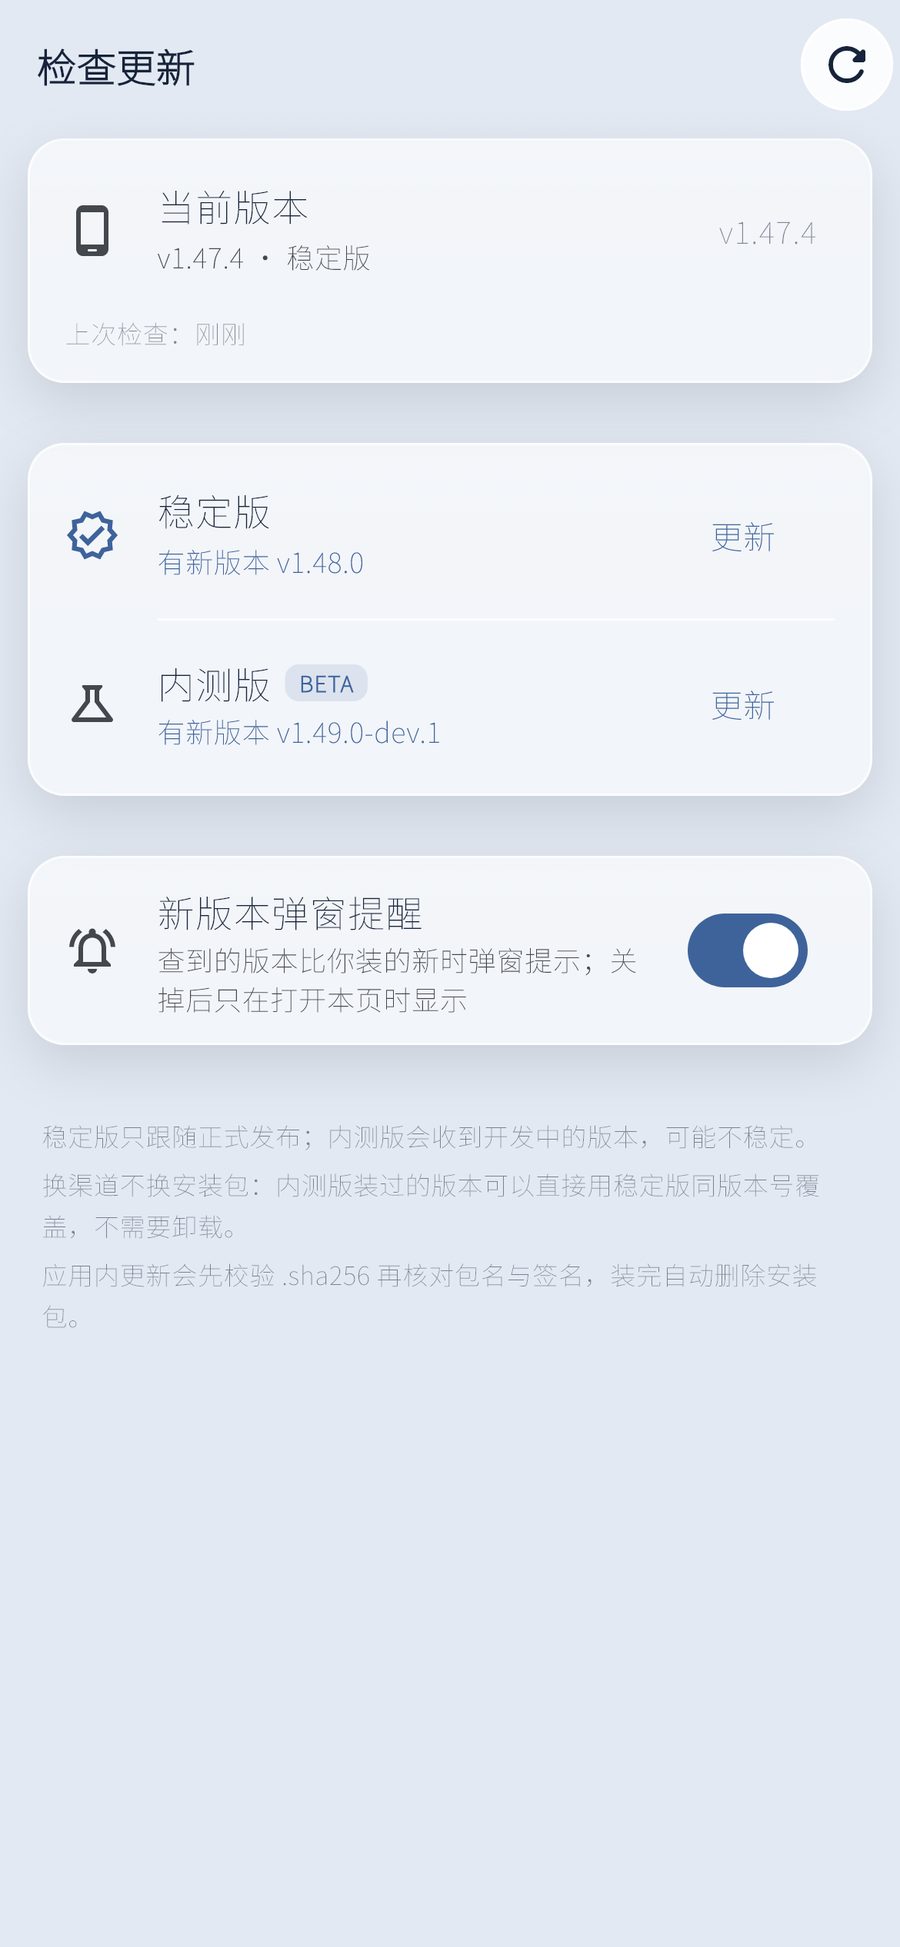 检查更新
当前版本
v1.47.4 · 稳定版
v1.47.4
上次检查：刚刚
稳定版
有新版本 v1.48.0
更新
内测版 BETA
有新版本 v1.49.0-dev.1
更新
新版本弹窗提醒
查到的版本比你装的新时弹窗提示；关
掉后只在打开本页时显示
稳定版只跟随正式发布；内测版会收到开发中的版本，可能不稳定。
换渠道不换安装包：内测版装过的版本可以直接用稳定版同版本号覆
盖，不需要卸载。
应用内更新会先校验 .sha256 再核对包名与签名，装完自动删除安装
包。